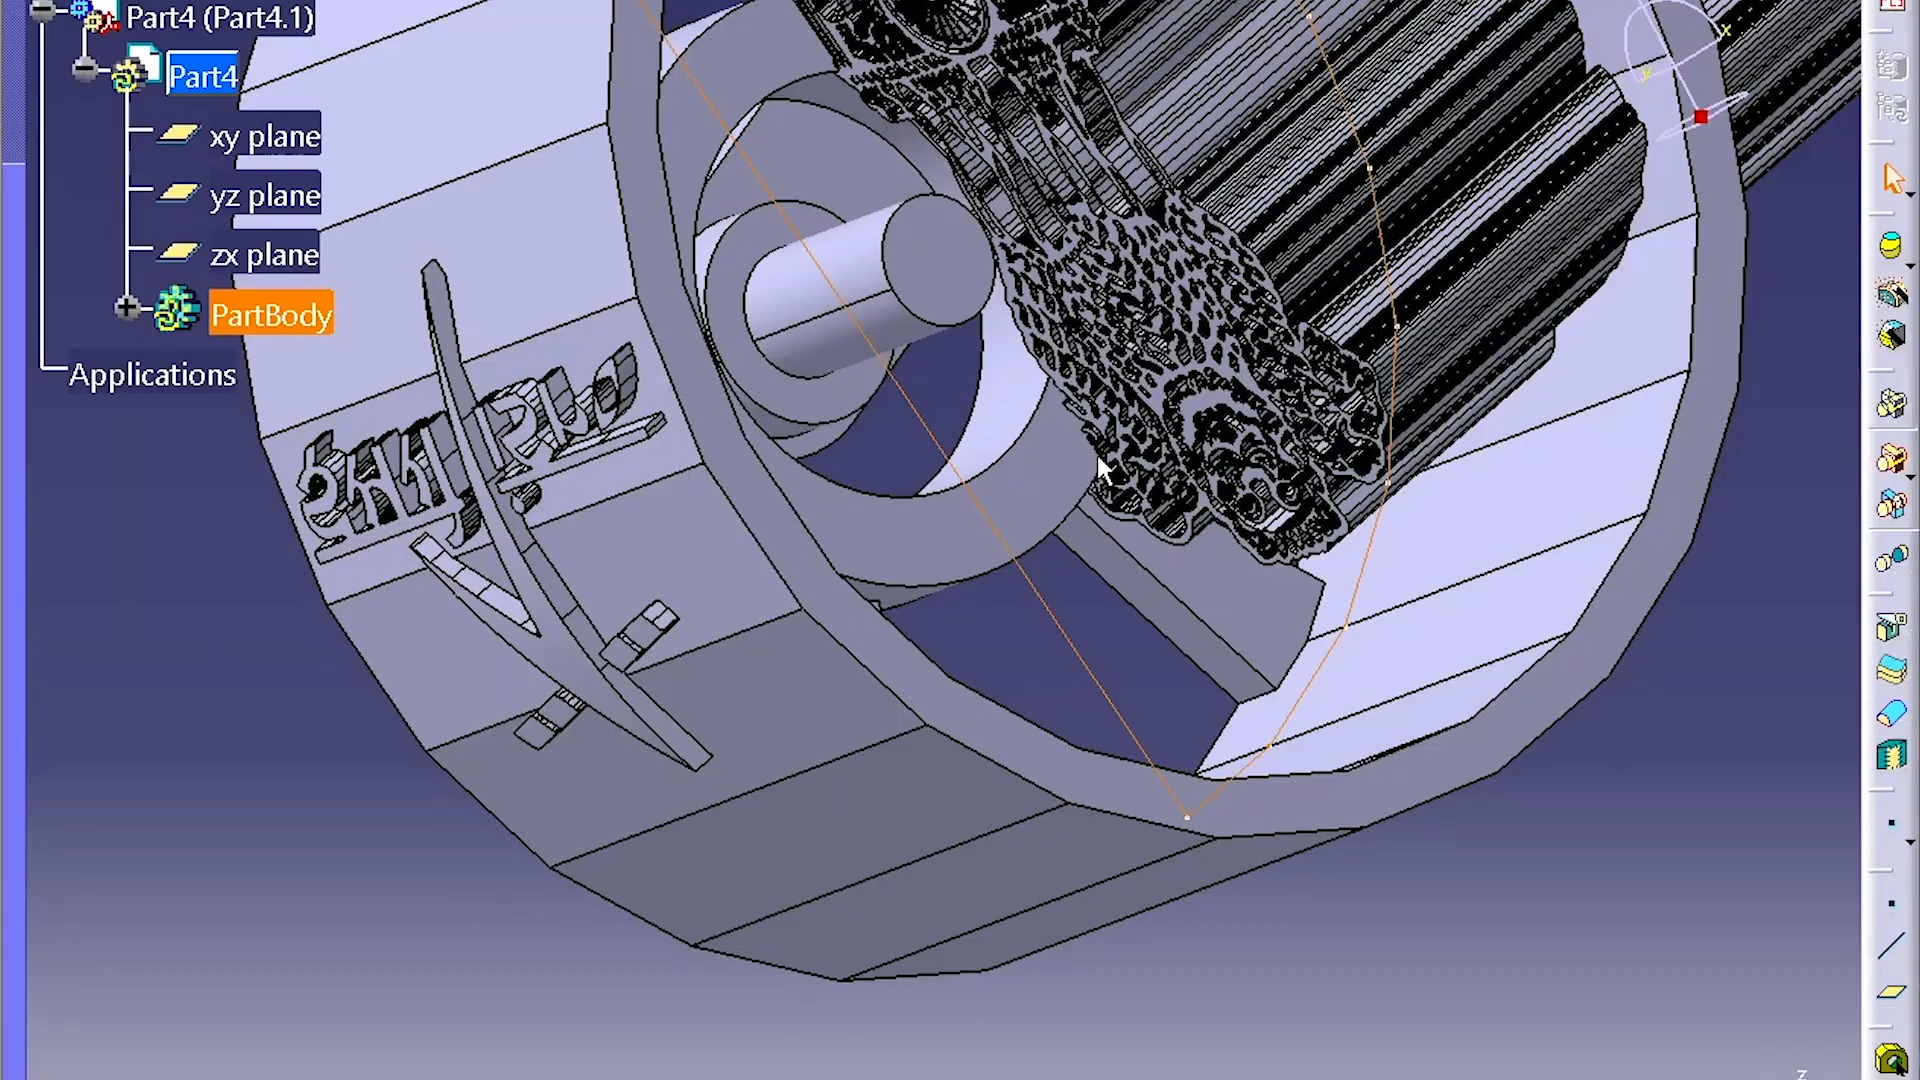 Part4 (Part4.1)
Part4
xy plane
yz plane
zx plane
PartBody
Applications
x
y
z